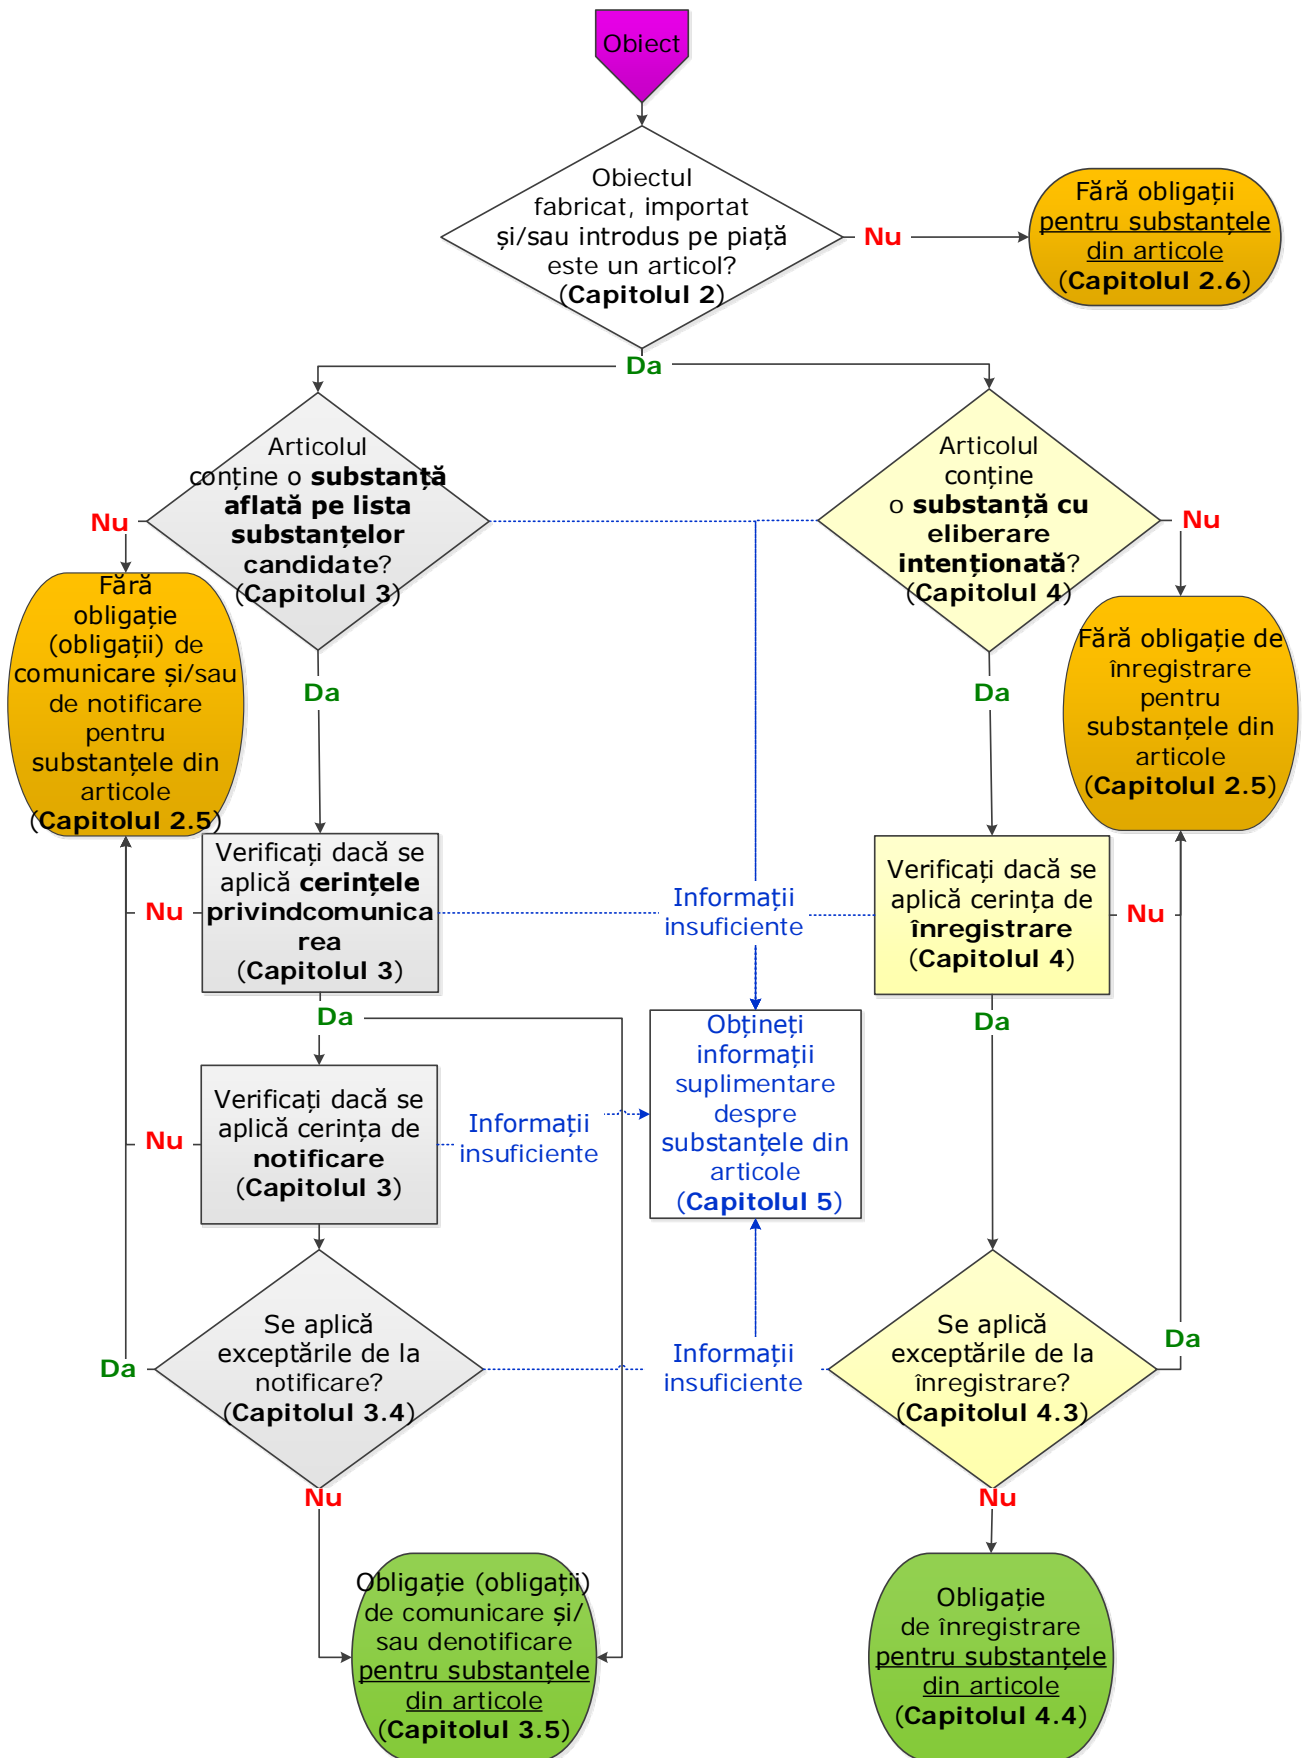 Obiect
Obiectul
fabricat, importat
și/sau introdus pe piață
este un articol?
(Capitolul 2)
Nu
Fără obligații
pentru substanțele
din articole
(Capitolul 2.6)
Da
Articolul
conține o substanță
aflată pe lista
substanțelor
candidate?
(Capitolul 3)
Nu
Articolul
conține
o substanță cu
eliberare
intenționată?
(Capitolul 4)
Nu
Fără
obligație
(obligații) de
comunicare și/sau
de notificare
pentru
substanțele din
articole
(Capitolul 2.5)
Da
Da
Fără obligație de
înregistrare
pentru
substanțele din
articole
(Capitolul 2.5)
Verificați dacă se
aplică cerințele
privindcomunica
rea
(Capitolul 3)
Nu
Informații
insuficiente
Verificați dacă se
aplică cerința de
înregistrare
(Capitolul 4)
Nu
Da
Da
Obțineți
informații
suplimentare
despre
substanțele din
articole
(Capitolul 5)
Verificați dacă se
aplică cerința de
notificare
(Capitolul 3)
Nu
Informații
insuficiente
Se aplică
exceptările de la
notificare?
(Capitolul 3.4)
Da
Informații
insuficiente
Se aplică
exceptările de la
înregistrare?
(Capitolul 4.3)
Da
Nu
Nu
Obligație (obligații)
de comunicare și/
sau denotificare
pentru substanțele
din articole
(Capitolul 3.5)
Obligație
de înregistrare
pentru substanțele
din articole
(Capitolul 4.4)